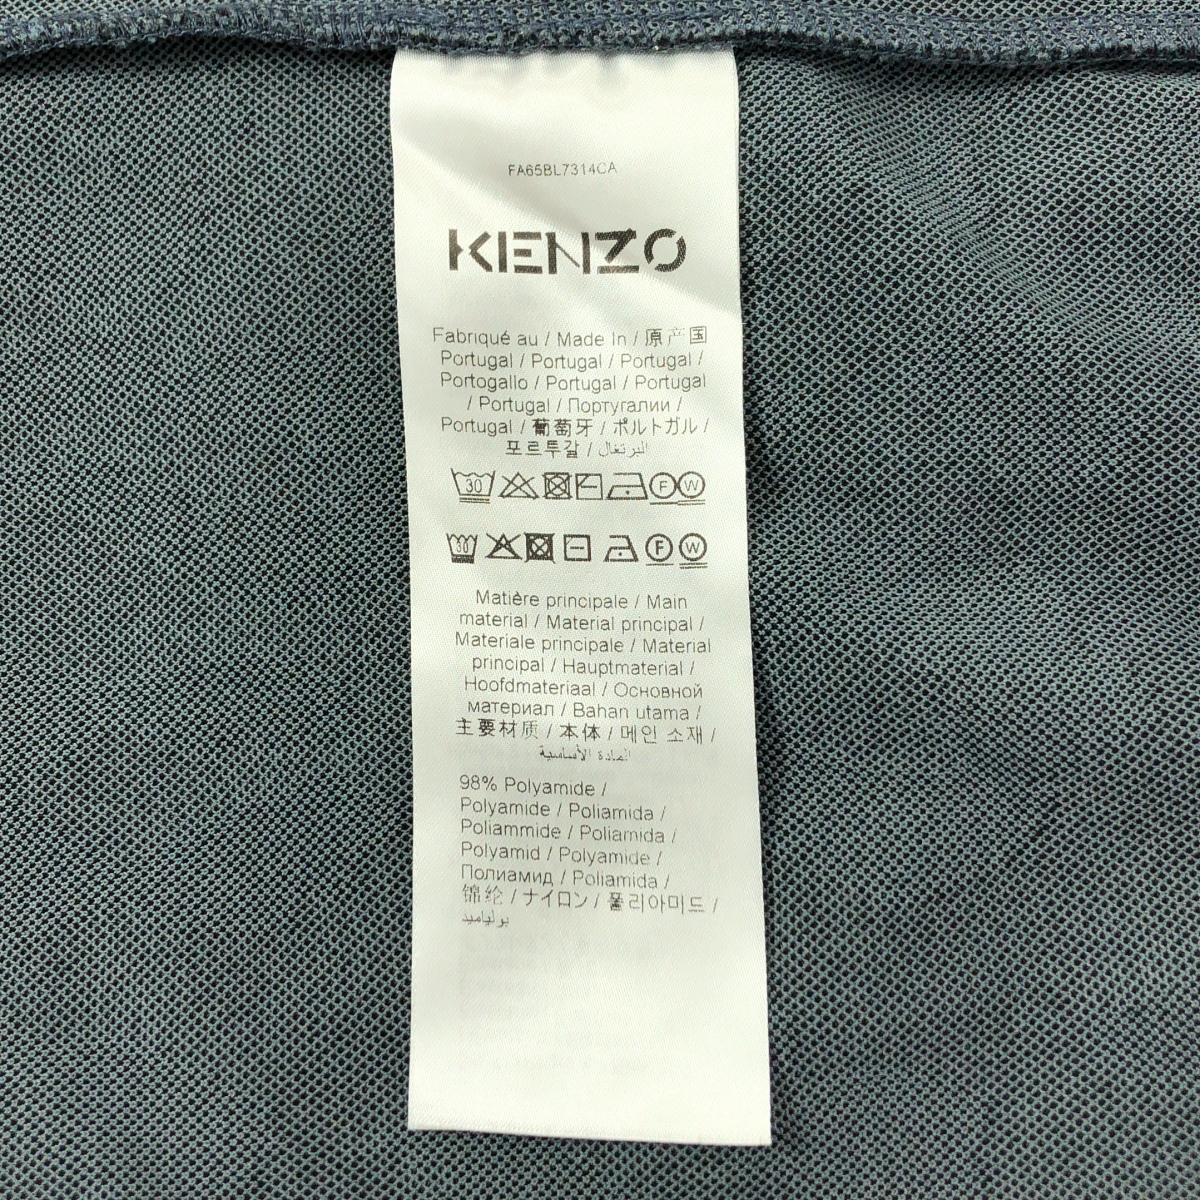 FA65BL7314CA
KENZO
Fabriqué au / Made In / 原产国
Portugal / Portugal / Portugal /
Portogallo / Portugal / Portugal
/ Portugal / Португалии /
Portugal / 葡萄牙 / ポルトガル /
포르투갈 / البرتغال
30 F W
30 F W
Matière principale / Main
material / Material principal /
Materiale principale / Material
principal / Hauptmaterial /
Hoofdmateriaal / Основной
материал / Bahan utama /
主要材质 / 本体 / 메인 소재 /
المادة الأساسية
98% Polyamide /
Polyamide / Poliamida /
Poliammide / Poliamida /
Polyamid / Polyamide /
Полиамид / Poliamida /
锦纶 / ナイロン / 폴리아미드 /
بولياميد